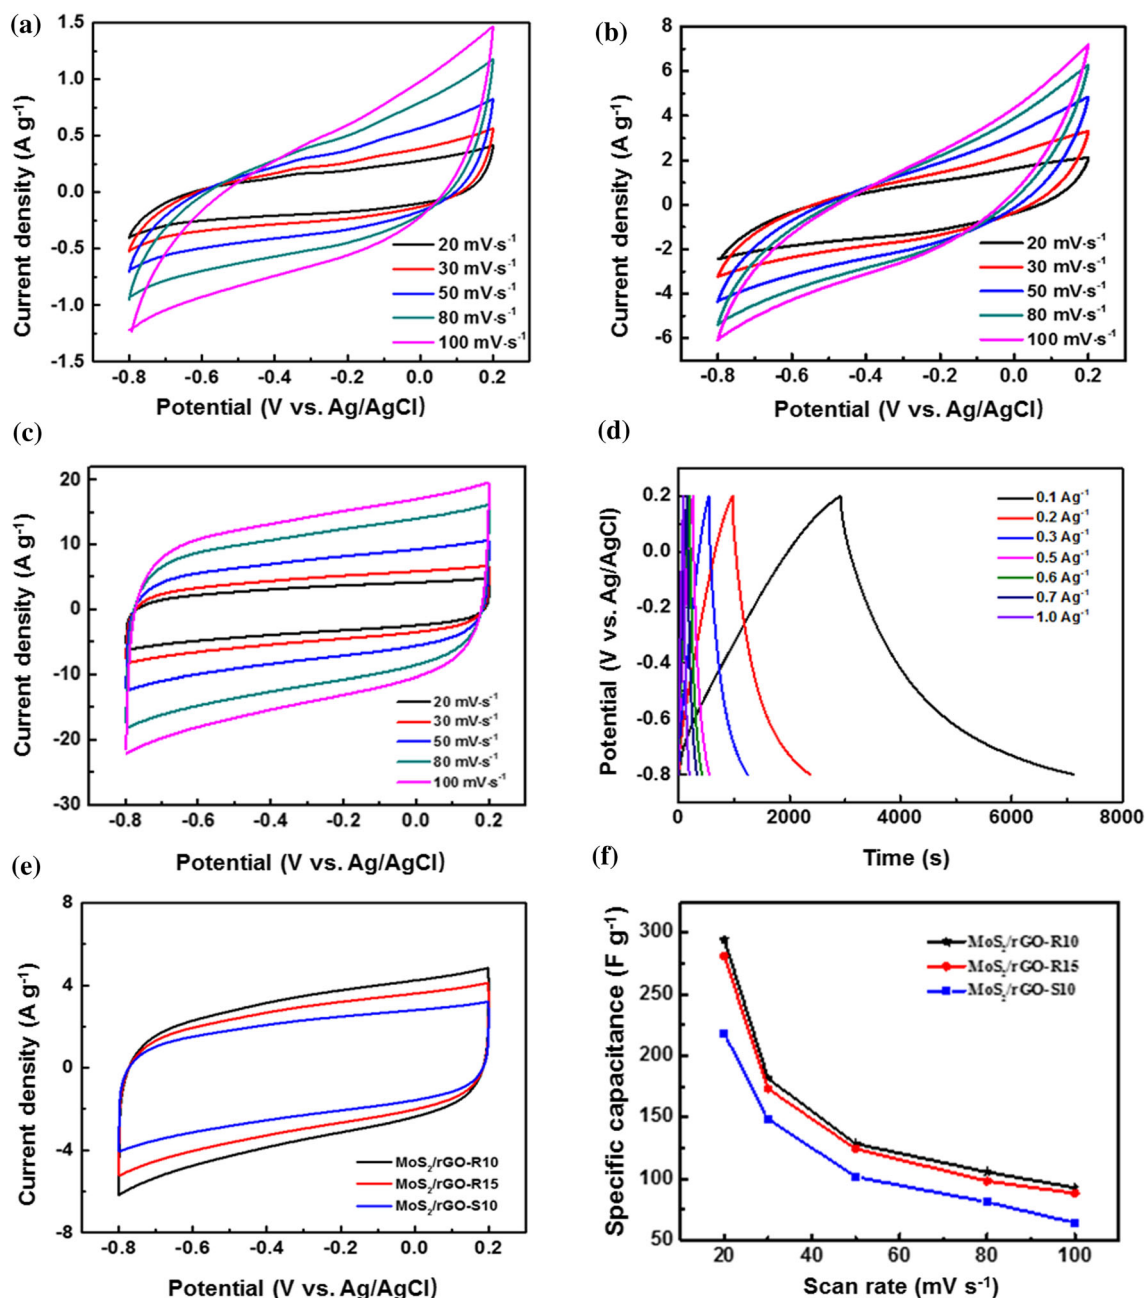 (a)
1.5
1.0
0.5
0.0
-0.5
-1.0
-1.5
Current density (A g⁻¹)
20 mV·s⁻¹
30 mV·s⁻¹
50 mV·s⁻¹
80 mV·s⁻¹
100 mV·s⁻¹
-0.8 -0.6 -0.4 -0.2 0.0 0.2
Potential (V vs. Ag/AgCl)
(b)
8
6
4
2
0
-2
-4
-6
Current density (A g⁻¹)
20 mV·s⁻¹
30 mV·s⁻¹
50 mV·s⁻¹
80 mV·s⁻¹
100 mV·s⁻¹
-0.8 -0.6 -0.4 -0.2 0.0 0.2
Potential (V vs. Ag/AgCl)
(c)
20
10
0
-10
-20
-30
Current density (A g⁻¹)
20 mV·s⁻¹
30 mV·s⁻¹
50 mV·s⁻¹
80 mV·s⁻¹
100 mV·s⁻¹
-0.8 -0.6 -0.4 -0.2 0.0 0.2
Potential (V vs. Ag/AgCl)
(d)
0.2
0.0
-0.2
-0.4
-0.6
-0.8
Potential (V vs. Ag/AgCl)
0.1 Ag⁻¹
0.2 Ag⁻¹
0.3 Ag⁻¹
0.5 Ag⁻¹
0.6 Ag⁻¹
0.7 Ag⁻¹
1.0 Ag⁻¹
0 2000 4000 6000 8000
Time (s)
(e)
8
4
0
-4
-8
Current density (A g⁻¹)
MoS₂/rGO-R10
MoS₂/rGO-R15
MoS₂/rGO-S10
-0.8 -0.6 -0.4 -0.2 0.0 0.2
Potential (V vs. Ag/AgCl)
(f)
300
250
200
150
100
50
Specific capacitance (F g⁻¹)
MoS₂/rGO-R10
MoS₂/rGO-R15
MoS₂/rGO-S10
20 40 60 80 100
Scan rate (mV s⁻¹)